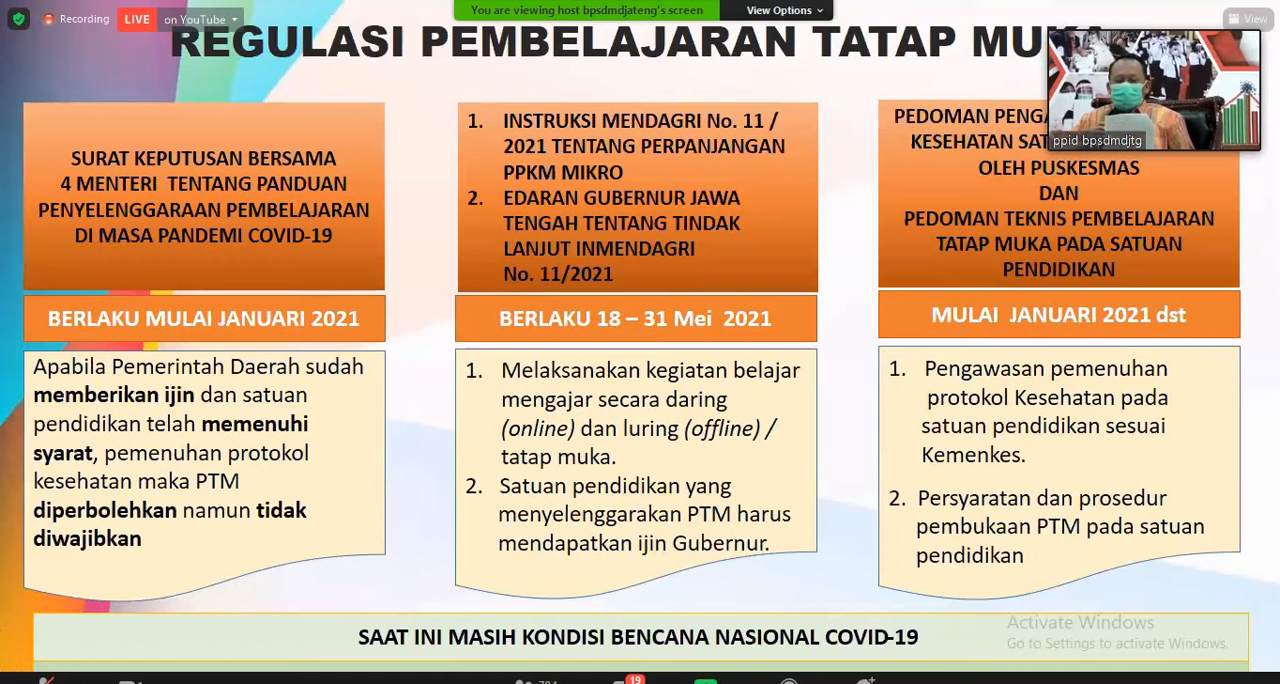 Recording
LIVE on YouTube
You are viewing host bpsdmdjateng's screen
View Options
View
REGULASI PEMBELAJARAN TATAP
ppid bpsdmdjtg
SURAT KEPUTUSAN BERSAMA
4 MENTERI TENTANG PANDUAN
PENYELENGGARAAN PEMBELAJARAN
DI MASA PANDEMI COVID-19
BERLAKU MULAI JANUARI 2021
Apabila Pemerintah Daerah sudah
memberikan ijin dan satuan
pendidikan telah memenuhi
syarat, pemenuhan protokol
kesehatan maka PTM
diperbolehkan namun tidak
diwajibkan
1. INSTRUKSI MENDAGRI No. 11 /
2021 TENTANG PERPANJANGAN
PPKM MIKRO
2. EDARAN GUBERNUR JAWA
TENGAH TENTANG TINDAK
LANJUT INMENDAGRI
No. 11/2021
BERLAKU 18 – 31 Mei 2021
1. Melaksanakan kegiatan belajar
mengajar secara daring
(online) dan luring (offline) /
tatap muka.
2. Satuan pendidikan yang
menyelenggarakan PTM harus
mendapatkan ijin Gubernur.
PEDOMAN
KESEHATAN
OLEH PUSKESMAS
DAN
PEDOMAN TEKNIS PEMBELAJARAN
TATAP MUKA PADA SATUAN
PENDIDIKAN
MULAI JANUARI 2021 dst
1. Pengawasan pemenuhan
protokol Kesehatan pada
satuan pendidikan sesuai
Kemenkes.
2. Persyaratan dan prosedur
pembukaan PTM pada satuan
pendidikan
SAAT INI MASIH KONDISI BENCANA NASIONAL COVID-19
Activate Windows
Go to Settings to activate Windows.
19